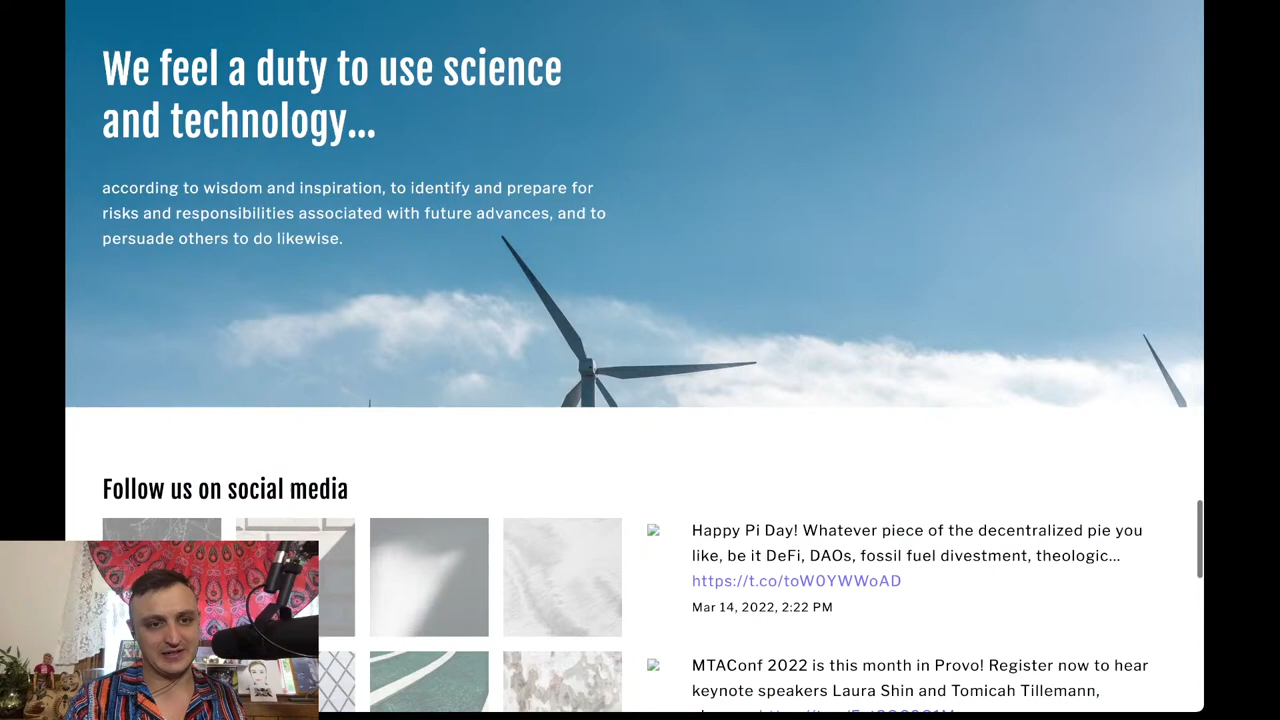 We feel a duty to use science
and technology...
according to wisdom and inspiration, to identify and prepare for
risks and responsibilities associated with future advances, and to
persuade others to do likewise.
Follow us on social media
Happy Pi Day! Whatever piece of the decentralized pie you
like, be it DeFi, DAOs, fossil fuel divestment, theologic...
https://t.co/toW0YWWoAD
Mar 14, 2022, 2:22 PM
MTAConf 2022 is this month in Provo! Register now to hear
keynote speakers Laura Shin and Tomicah Tillemann,